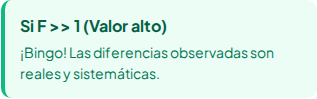 Si F >> 1 (Valor alto)
¡Bingo! Las diferencias observadas son
reales y sistemáticas.